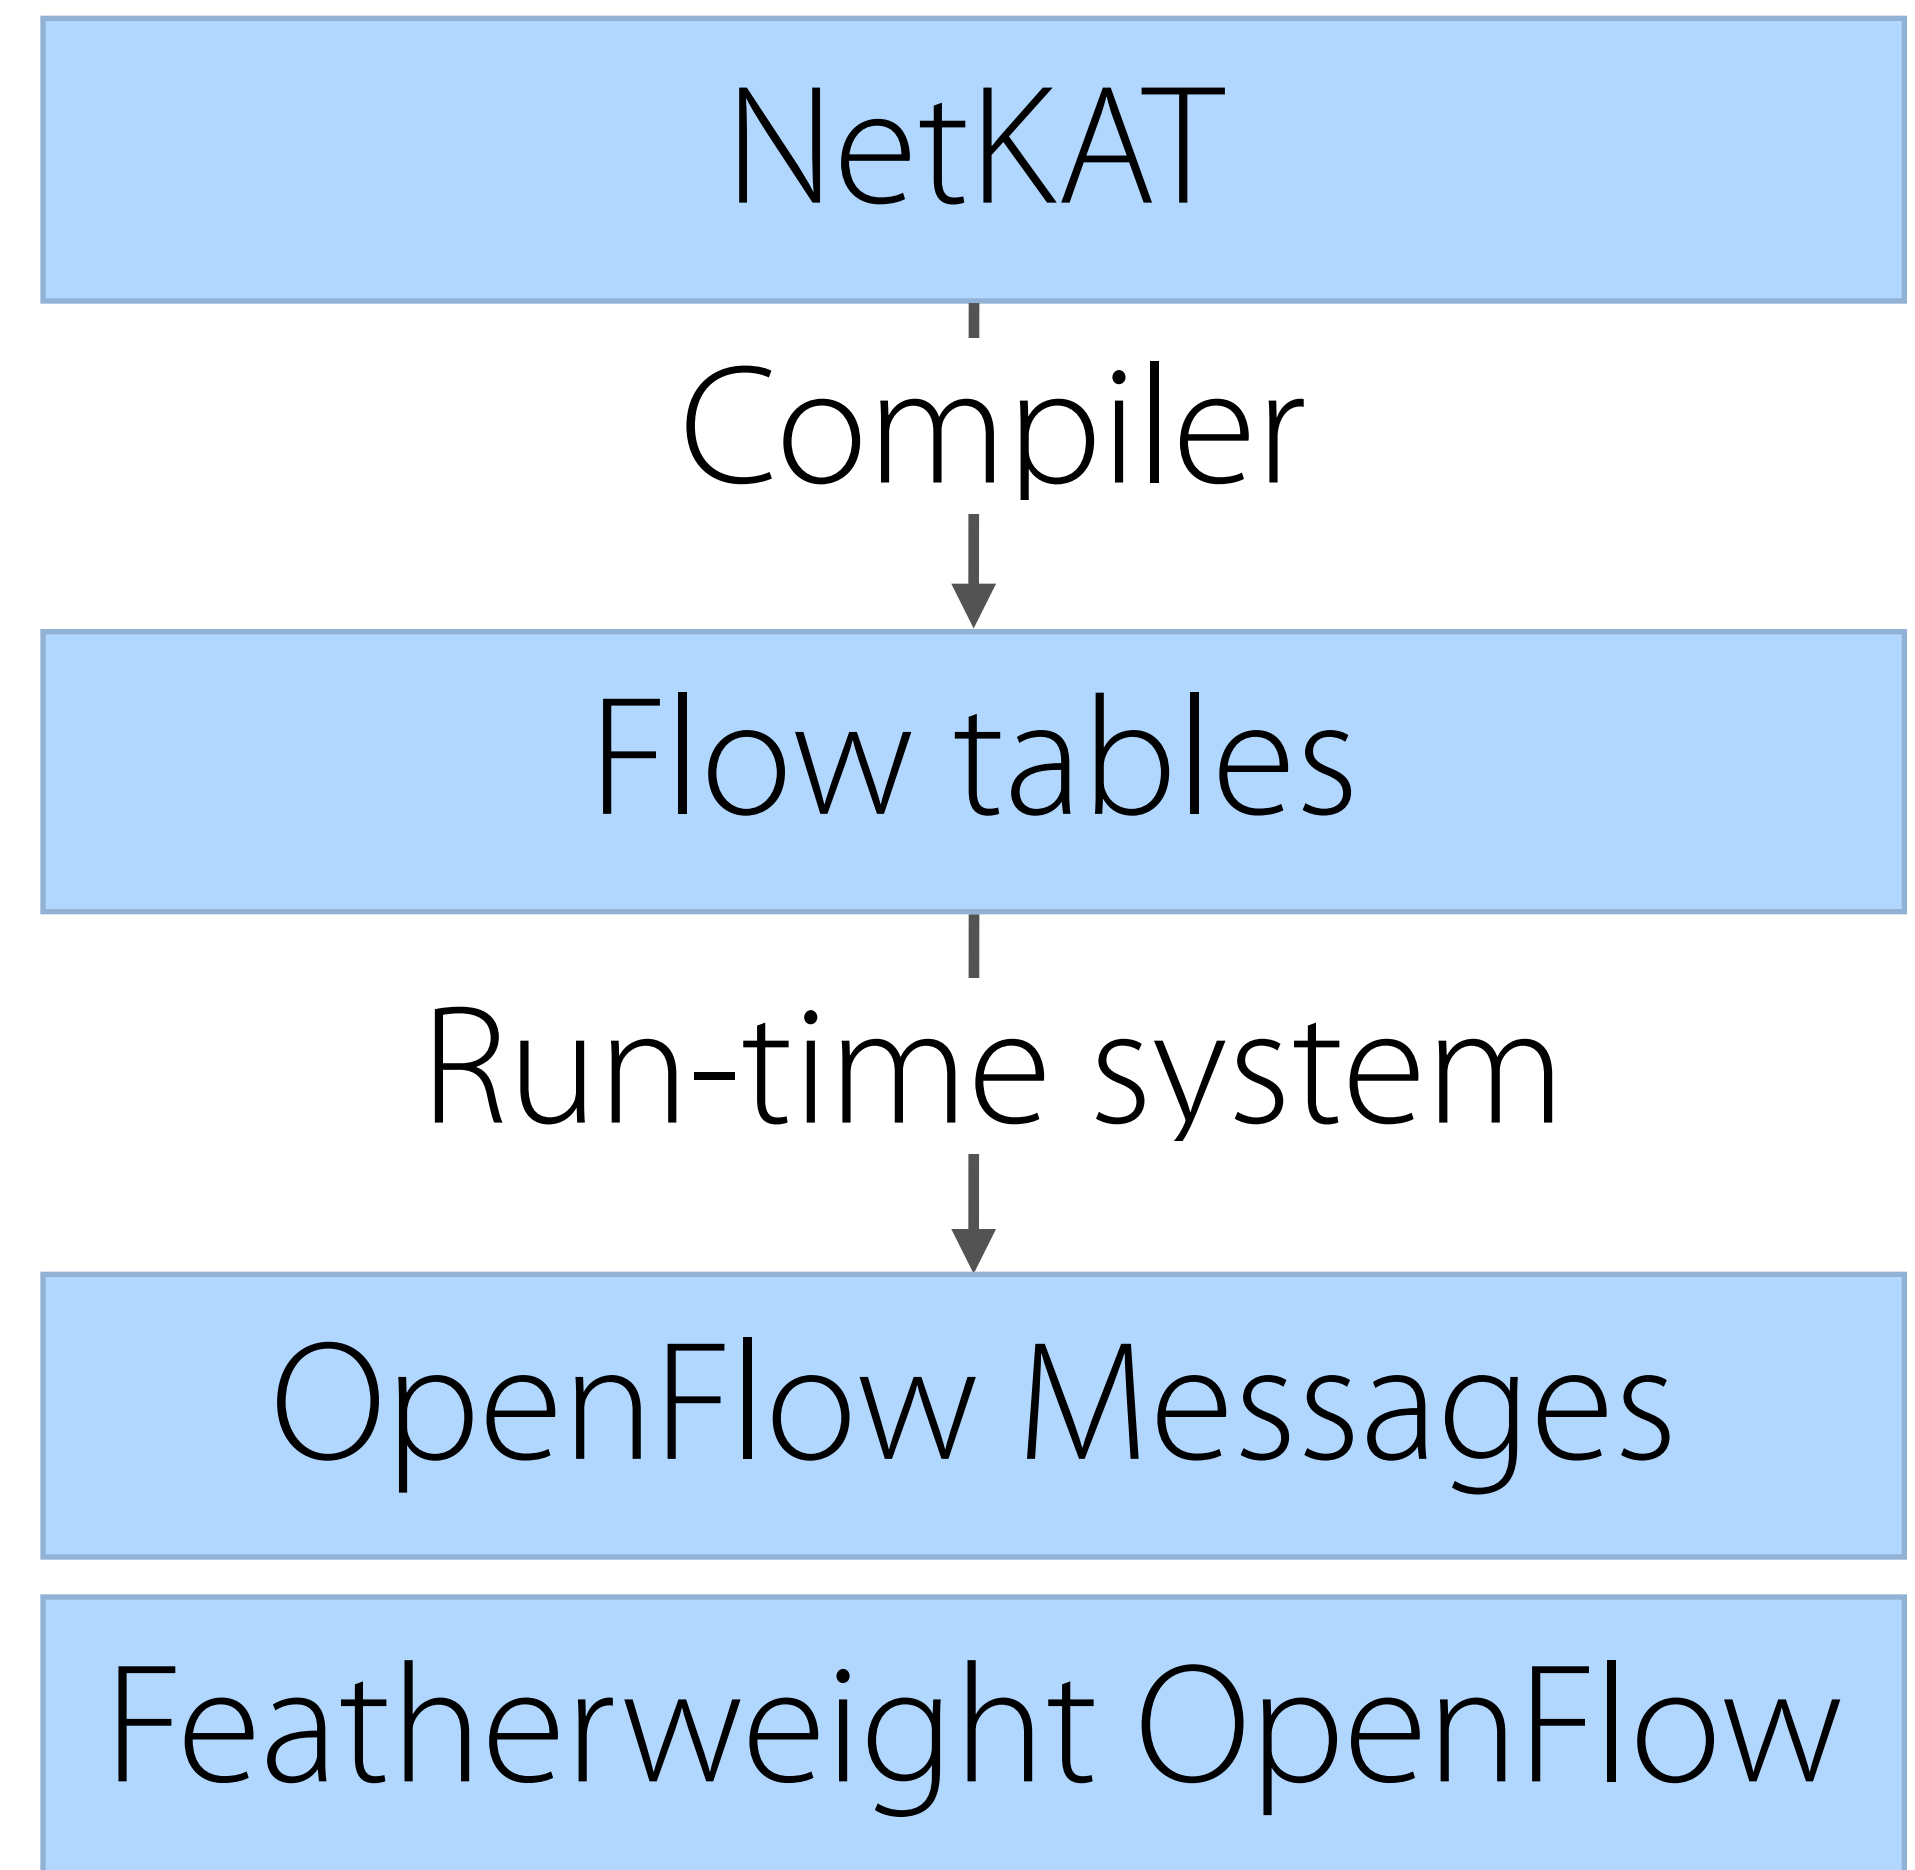 NetKAT
Compiler
Flow tables
Run-time system
OpenFlow Messages
Featherweight OpenFlow